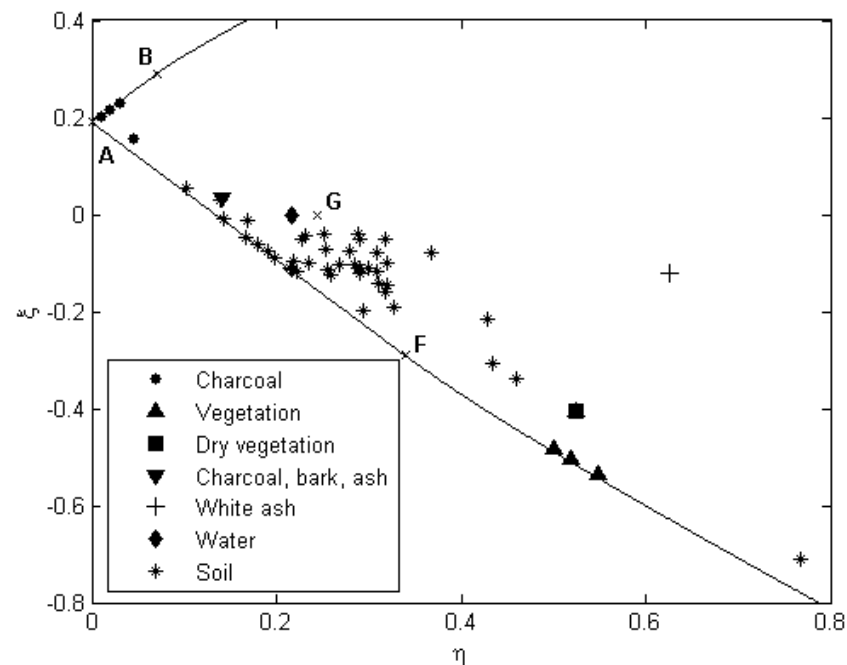 0.4
0.2
0
-0.2
-0.4
-0.6
-0.8
ξ
B
A
G
F
Charcoal
Vegetation
Dry vegetation
Charcoal, bark, ash
White ash
Water
Soil
0 0.2 0.4 0.6 0.8
η